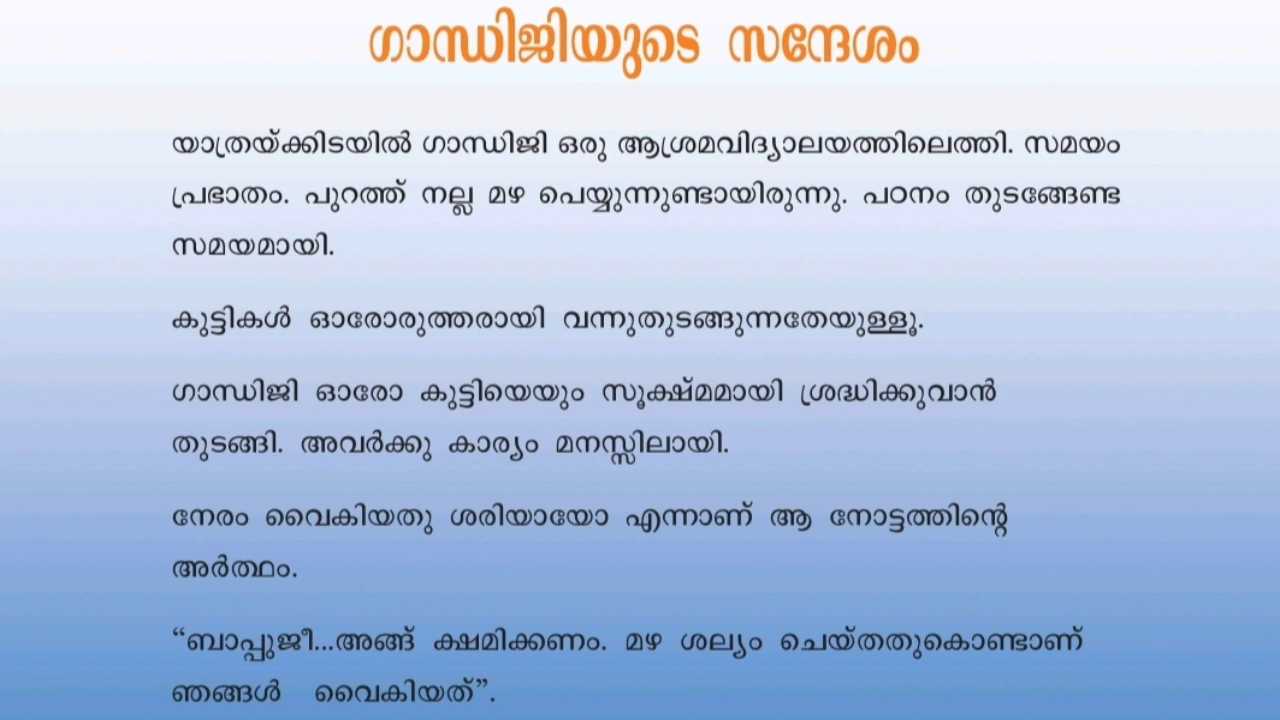 ഗാന്ധിജിയുടെ സന്ദേശം
യാത്രയ്ക്കിടയിൽ ഗാന്ധിജി ഒരു ആശ്രമവിദ്യാലയത്തിലെത്തി. സമയം
പ്രഭാതം. പുറത്ത് നല്ല മഴ പെയ്യുന്നുണ്ടായിരുന്നു. പഠനം തുടങ്ങേണ്ട
സമയമായി.
കുട്ടികൾ ഓരോരുത്തരായി വന്നുതുടങ്ങുന്നതേയുള്ളൂ.
ഗാന്ധിജി ഓരോ കുട്ടിയെയും സൂക്ഷ്മമായി ശ്രദ്ധിക്കുവാൻ
തുടങ്ങി. അവർക്കു കാര്യം മനസ്സിലായി.
നേരം വൈകിയതു ശരിയായോ എന്നാണ് ആ നോട്ടത്തിന്റെ
അർത്ഥം.
“ബാപ്പുജീ...അങ്ങ് ക്ഷമിക്കണം. മഴ ശല്യം ചെയ്തതുകൊണ്ടാണ്
ഞങ്ങൾ വൈകിയത്”.